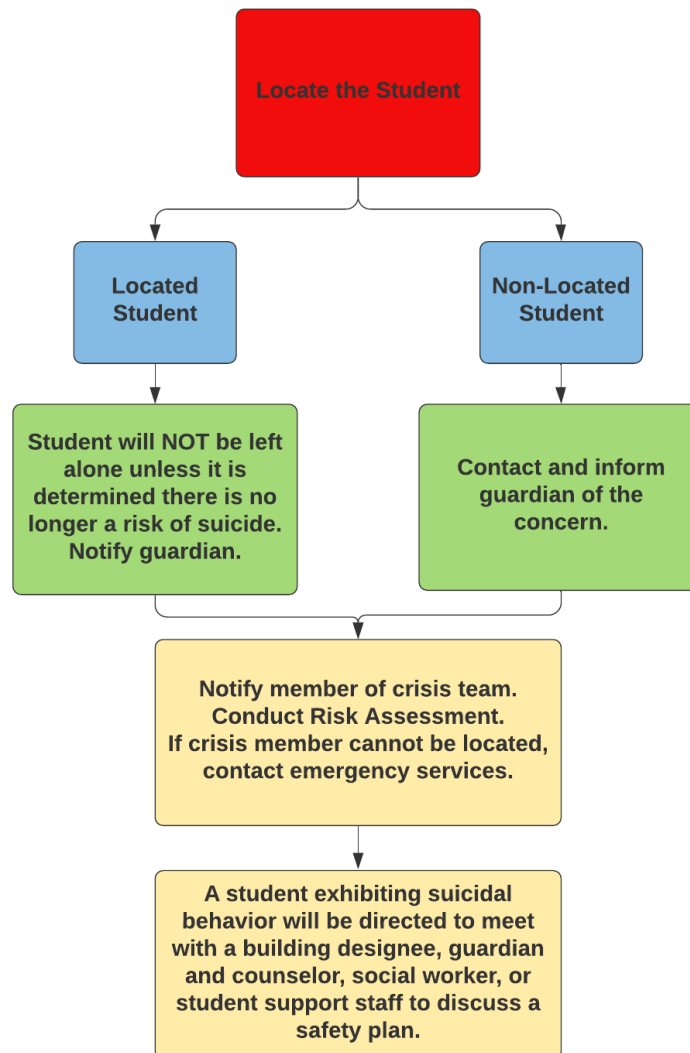 Locate the Student
Located
Student
Non-Located
Student
Student will NOT be left
alone unless it is
determined there is no
longer a risk of suicide.
Notify guardian.
Contact and inform
guardian of the
concern.
Notify member of crisis team.
Conduct Risk Assessment.
If crisis member cannot be located,
contact emergency services.
A student exhibiting suicidal
behavior will be directed to meet
with a building designee, guardian
and counselor, social worker, or
student support staff to discuss a
safety plan.